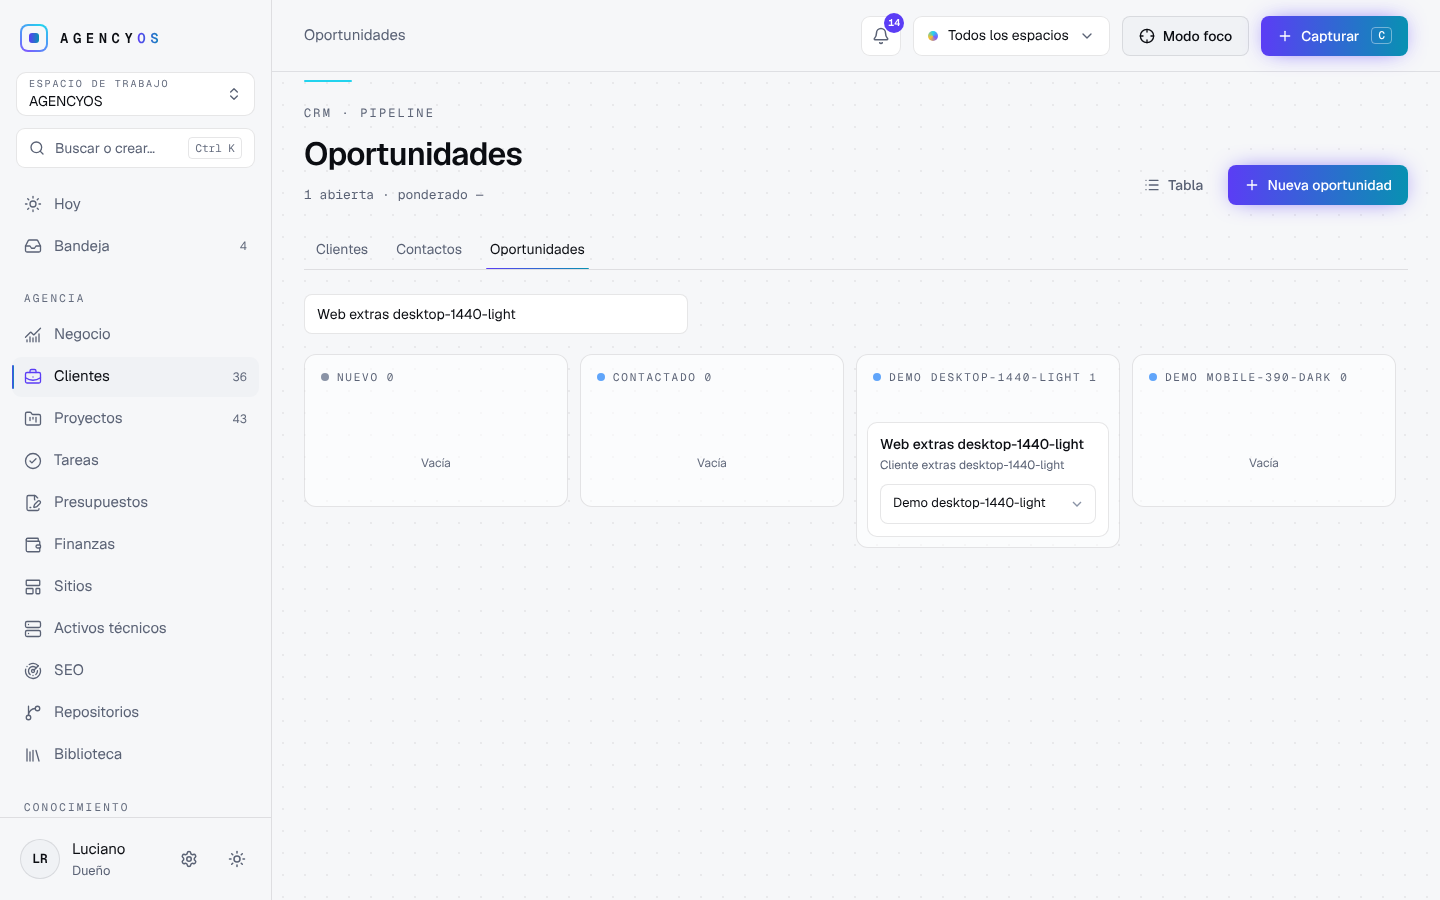 AGENCYOS
ESPACIO DE TRABAJO
AGENCYOS
Buscar o crear...
Ctrl K
Hoy
Bandeja
4
AGENCIA
Negocio
Clientes
36
Proyectos
43
Tareas
Presupuestos
Finanzas
Sitios
Activos técnicos
SEO
Repositorios
Biblioteca
CONOCIMIENTO
LR
Luciano
Dueño
Oportunidades
14
Todos los espacios
Modo foco
Capturar
C
CRM · PIPELINE
Oportunidades
1 abierta · ponderado —
Tabla
Nueva oportunidad
Clientes
Contactos
Oportunidades
Web extras desktop-1440-light
NUEVO 0
Vacía
CONTACTADO 0
Vacía
DEMO DESKTOP-1440-LIGHT 1
Web extras desktop-1440-light
Cliente extras desktop-1440-light
Demo desktop-1440-light
DEMO MOBILE-390-DARK 0
Vacía